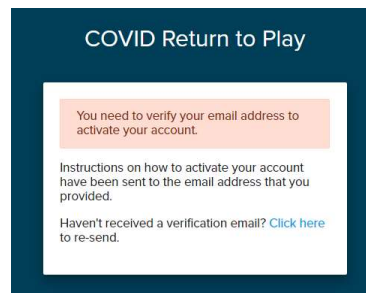 COVID Return to Play
You need to verify your email address to
activate your account.
Instructions on how to activate your account
have been sent to the email address that you
provided.
Haven't received a verification email? Click here
to re-send.